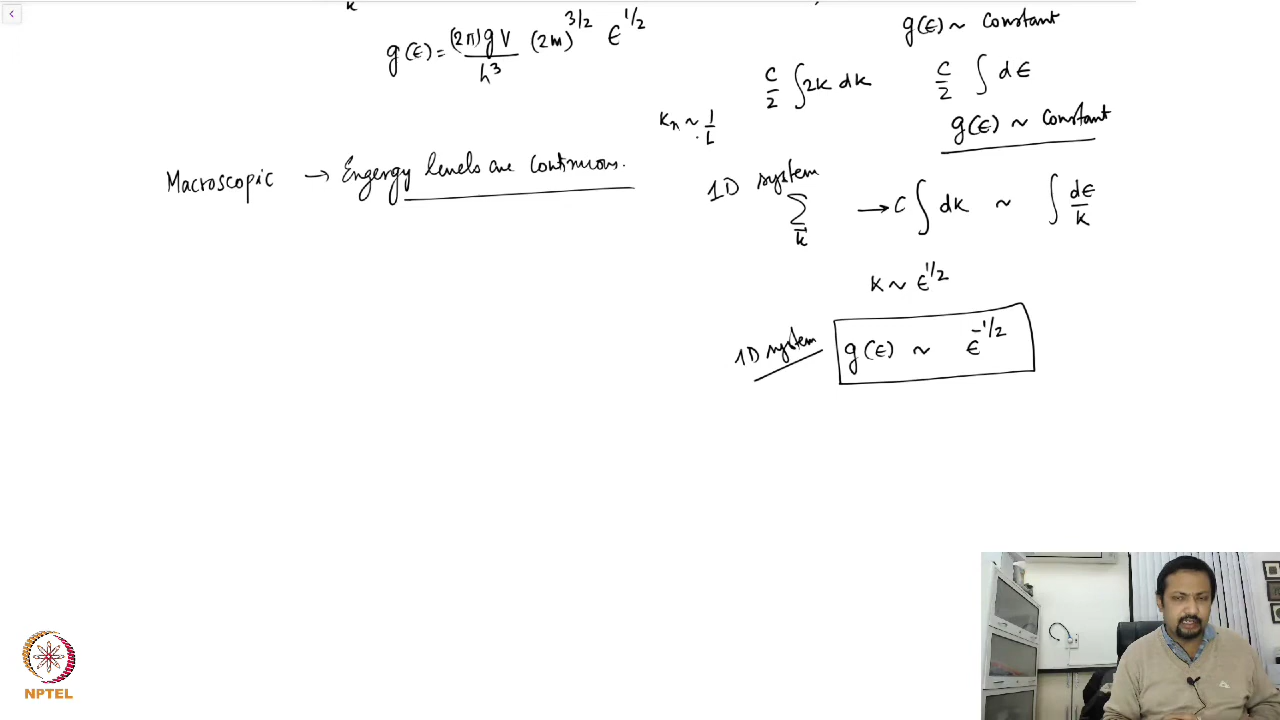 k
g(ϵ) = (2π)gV / h³ (2m)^3/2 ϵ^1/2
Macroscopic → Engergy levels are continuous.
g(ϵ) ~ Constant
C/2 ∫2k dk C/2 ∫ dϵ
k_n ~ 1/L
g(ϵ) ~ Constant
1D system
∑_k → C ∫ dk ~ ∫ dϵ/k
k ~ ϵ^1/2
1D system g(ϵ) ~ ϵ^-1/2
NPTEL